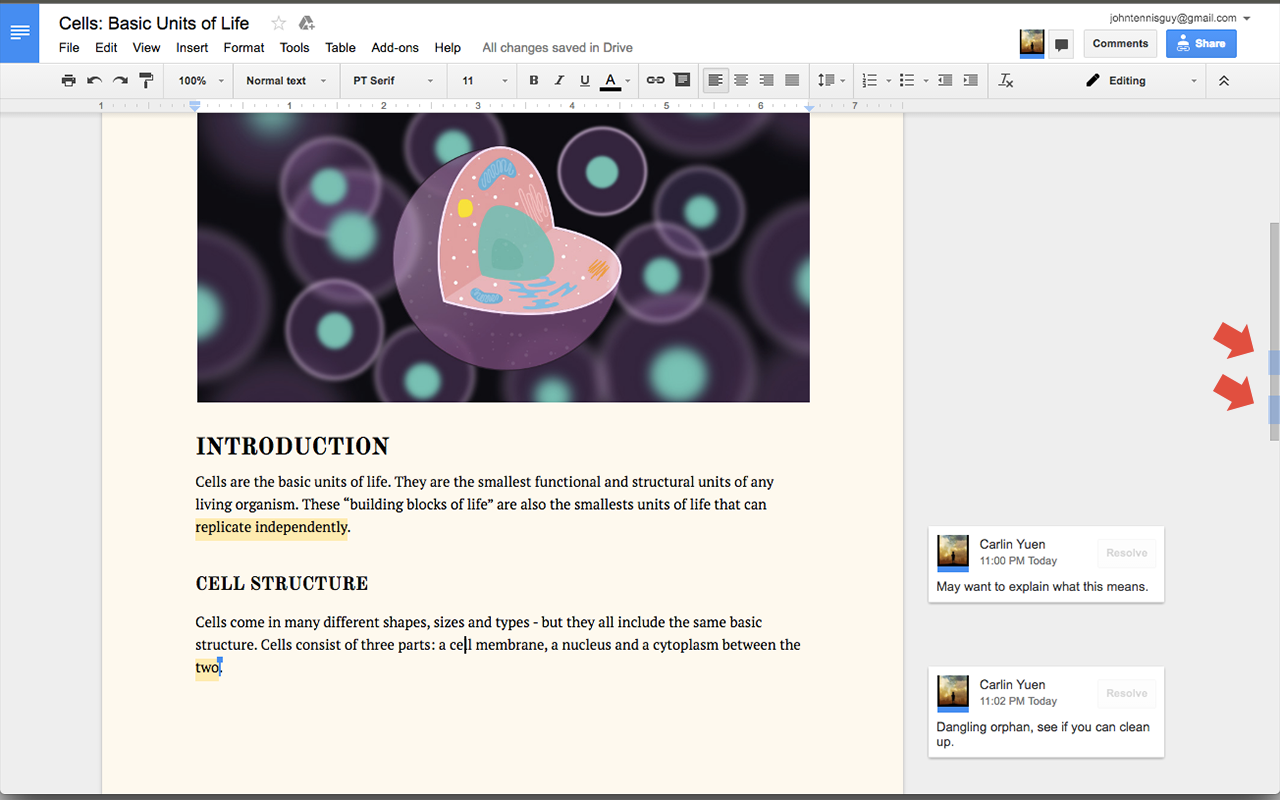 Cells: Basic Units of Life
johntennisguy@gmail.com
File Edit View Insert Format Tools Table Add-ons Help All changes saved in Drive
Comments Share
100% Normal text PT Serif 11 B I U A Editing
1 1 2 3 4 5 6 7
INTRODUCTION
Cells are the basic units of life. They are the smallest functional and structural units of any
living organism. These “building blocks of life” are also the smallests units of life that can
replicate independently.
CELL STRUCTURE
Cells come in many different shapes, sizes and types - but they all include the same basic
structure. Cells consist of three parts: a cell membrane, a nucleus and a cytoplasm between the
two.
Carlin Yuen
Resolve
11:00 PM Today
May want to explain what this means.
Carlin Yuen
Resolve
11:02 PM Today
Dangling orphan, see if you can clean
up.